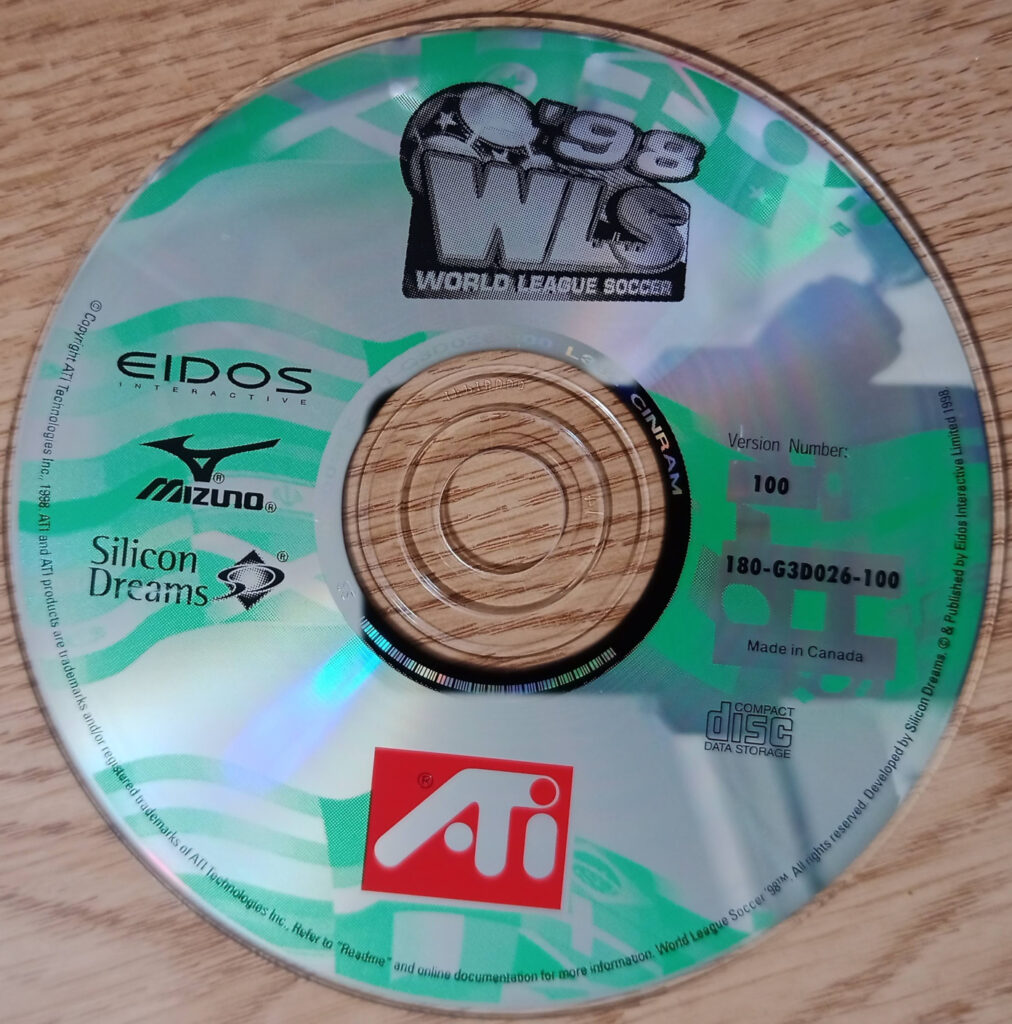 '98
WLS
WORLD LEAGUE SOCCER
EIDOS
INTERACTIVE
MIZUNO®
Silicon
Dreams ®
CINRAM
Version Number:
100
180-G3D026-100
Made in Canada
COMPACT
disc
DATA STORAGE
® ATi
© Copyright ATI Technologies Inc., 1998. ATI and ATI products are trademarks and/or registered trademarks of ATI Technologies Inc., Refer to "Readme" and online documentation for more information. World League Soccer '98™. All rights reserved. Developed by Silicon Dreams. © & Published by Eidos Interactive Limited 1998.